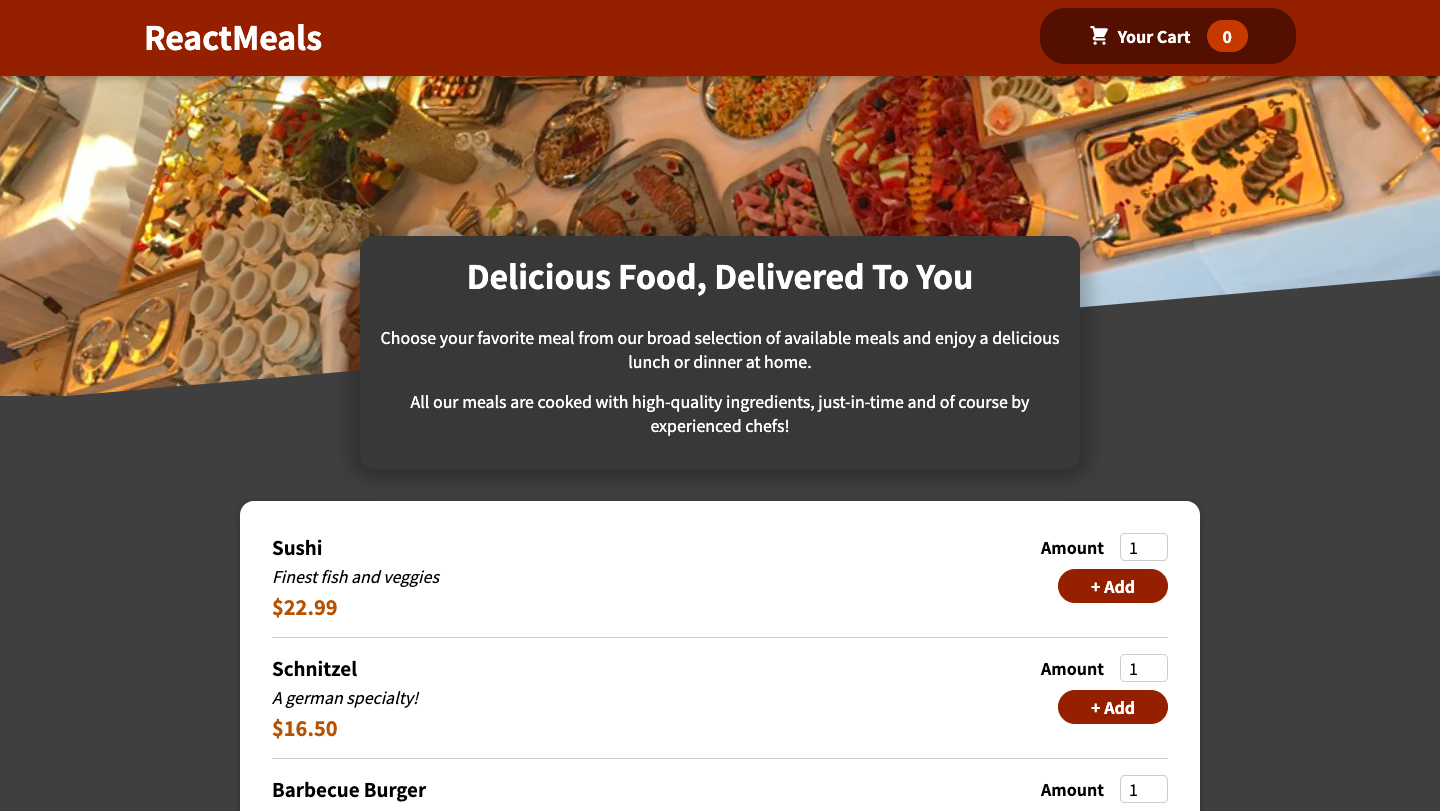 ReactMeals
Your Cart 0
Delicious Food, Delivered To You
Choose your favorite meal from our broad selection of available meals and enjoy a delicious
lunch or dinner at home.
All our meals are cooked with high-quality ingredients, just-in-time and of course by
experienced chefs!
Sushi
Finest fish and veggies
$22.99
Amount 1
+ Add
Schnitzel
A german specialty!
$16.50
Amount 1
+ Add
Barbecue Burger
Amount 1